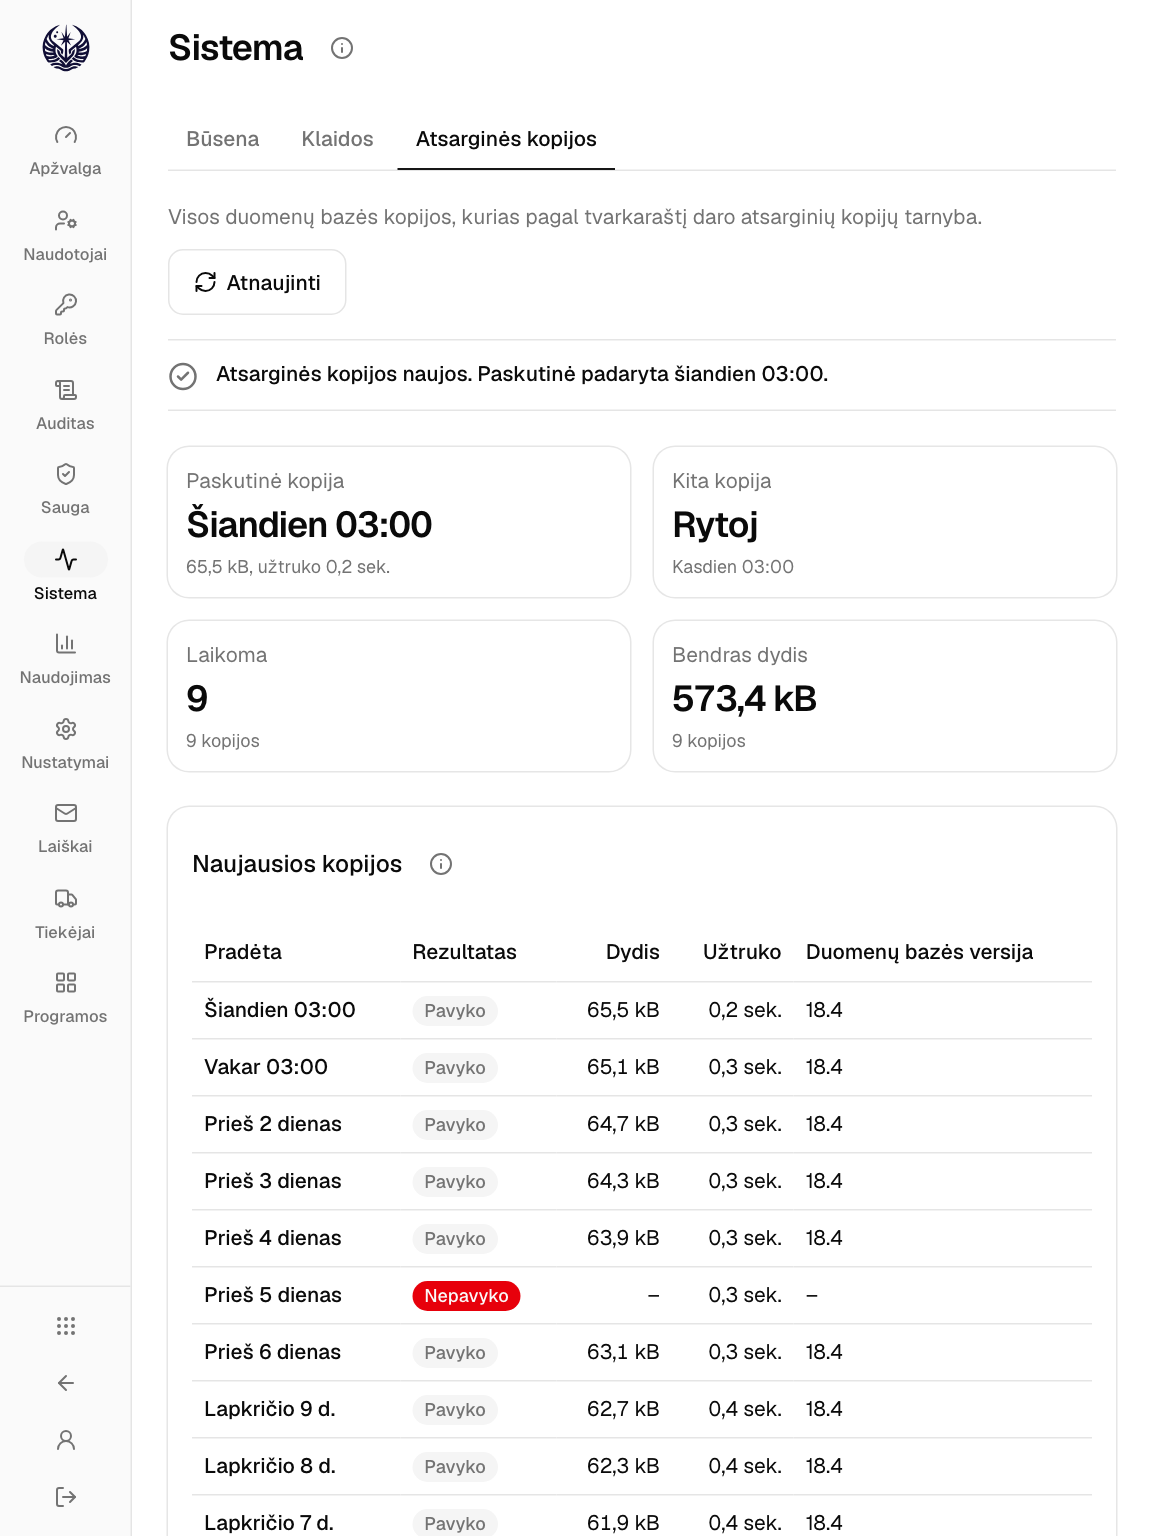 Sistema
Būsena Klaidos Atsarginės kopijos
Visos duomenų bazės kopijos, kurias pagal tvarkaraštį daro atsarginių kopijų tarnyba.
Atnaujinti
Atsarginės kopijos naujos. Paskutinė padaryta šiandien 03:00.
Paskutinė kopija
Šiandien 03:00
65,5 kB, užtruko 0,2 sek.
Kita kopija
Rytoj
Kasdien 03:00
Laikoma
9
9 kopijos
Bendras dydis
573,4 kB
9 kopijos
Naujausios kopijos
Pradėta Rezultatas Dydis Užtruko Duomenų bazės versija
Šiandien 03:00 Pavyko 65,5 kB 0,2 sek. 18.4
Vakar 03:00 Pavyko 65,1 kB 0,3 sek. 18.4
Prieš 2 dienas Pavyko 64,7 kB 0,3 sek. 18.4
Prieš 3 dienas Pavyko 64,3 kB 0,3 sek. 18.4
Prieš 4 dienas Pavyko 63,9 kB 0,3 sek. 18.4
Prieš 5 dienas Nepavyko – 0,3 sek. –
Prieš 6 dienas Pavyko 63,1 kB 0,3 sek. 18.4
Lapkričio 9 d. Pavyko 62,7 kB 0,4 sek. 18.4
Lapkričio 8 d. Pavyko 62,3 kB 0,4 sek. 18.4
Lapkričio 7 d. Pavyko 61,9 kB 0,4 sek. 18.4
Apžvalga
Naudotojai
Rolės
Auditas
Sauga
Sistema
Naudojimas
Nustatymai
Laiškai
Tiekėjai
Programos